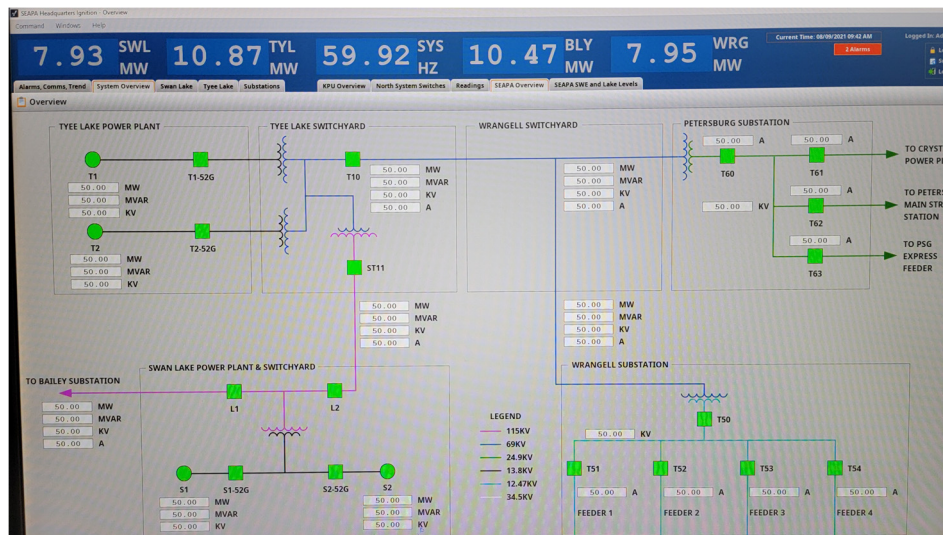 SEAPA Headquarters Ignition - Overview
Command Windows Help
7.93 SWL MW 10.87 TYL MW 59.92 SYS HZ 10.47 BLY MW 7.95 WRG MW
Current Time: 08/09/2021 09:42 AM
Logged In:
2 Alarms
Alarms, Comms, Trend System Overview Swan Lake Tyee Lake Substations KPU Overview North System Switches Readings SEAPA Overview SEAPA SWE and Lake Levels
Overview
TYEE LAKE POWER PLANT
T1 T1-52G
50.00 MW
50.00 MVAR
50.00 KV
T2 T2-52G
50.00 MW
50.00 MVAR
50.00 KV
TYEE LAKE SWITCHYARD
T10
50.00 MW
50.00 MVAR
50.00 KV
50.00 A
ST11
50.00 MW
50.00 MVAR
50.00 KV
50.00 A
WRANGELL SWITCHYARD
50.00 MW
50.00 MVAR
50.00 KV
50.00 A
50.00 MW
50.00 MVAR
50.00 KV
50.00 A
PETERSBURG SUBSTATION
50.00 A 50.00 A
T60 T61
50.00 A
50.00 KV
T62
50.00 A
T63
TO CRYST
POWER
TO PETER
MAIN STR
STATION
TO PSG
EXPRESS
FEEDER
TO BAILEY SUBSTATION
50.00 MW
50.00 MVAR
50.00 KV
50.00 A
SWAN LAKE POWER PLANT & SWITCHYARD
L1 L2
S1 S1-52G S2-52G S2
50.00 MW 50.00 MW
50.00 MVAR 50.00 MVAR
50.00 KV 50.00 KV
LEGEND
115KV
69KV
24.9KV
13.8KV
12.47KV
34.5KV
WRANGELL SUBSTATION
T50
50.00 KV
T51 T52 T53 T54
50.00 A 50.00 A 50.00 A 50.00 A
FEEDER 1 FEEDER 2 FEEDER 3 FEEDER 4